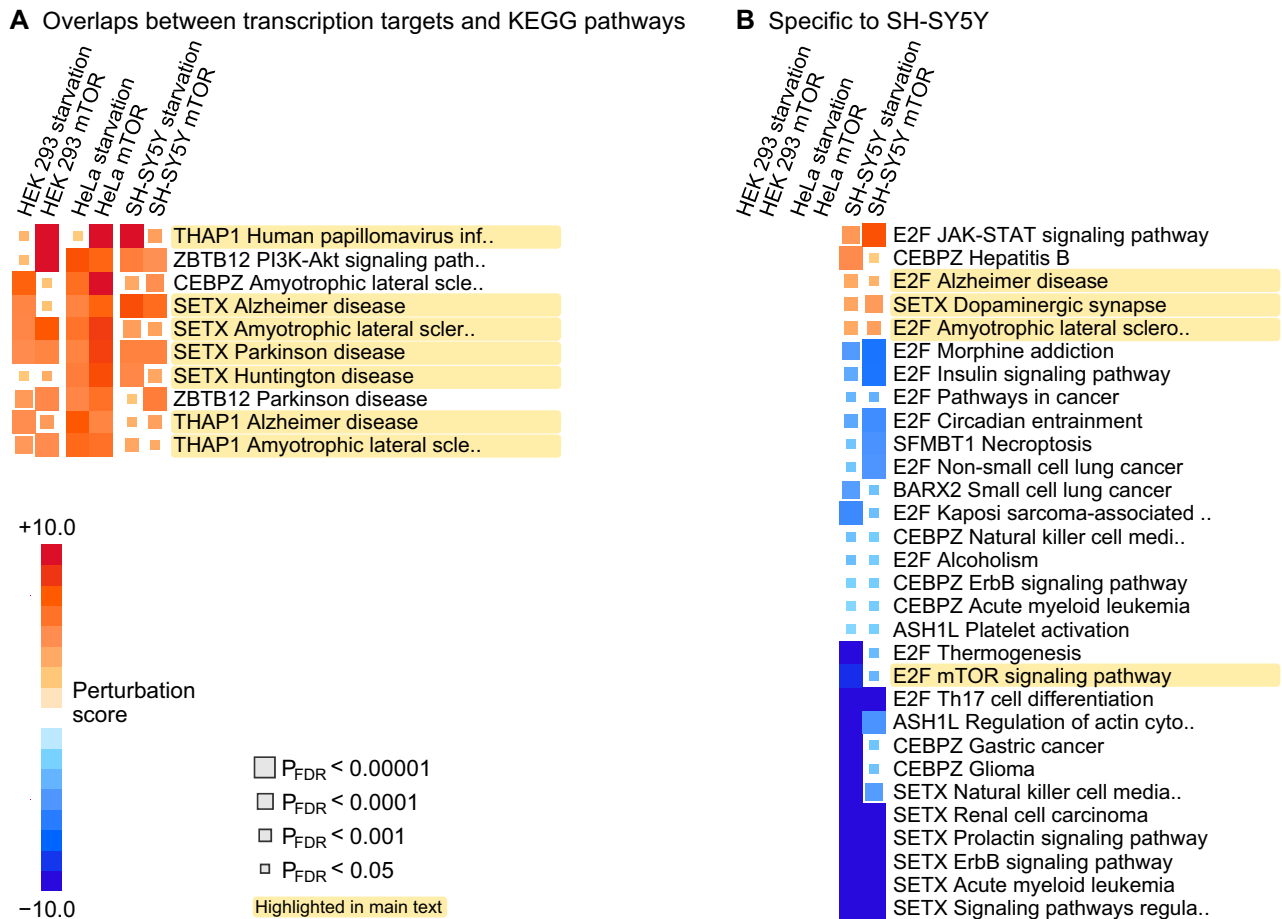 A Overlaps between transcription targets and KEGG pathways
HEK 293 starvation
HEK 293 mTOR
HeLa starvation
HeLa mTOR
SH-SY5Y starvation
SH-SY5Y mTOR
THAP1 Human papillomavirus inf..
ZBTB12 PI3K-Akt signaling path..
CEBPZ Amyotrophic lateral scle..
SETX Alzheimer disease
SETX Amyotrophic lateral scler..
SETX Parkinson disease
SETX Huntington disease
ZBTB12 Parkinson disease
THAP1 Alzheimer disease
THAP1 Amyotrophic lateral scle..
+10.0
Perturbation
score
−10.0
PFDR < 0.00001
PFDR < 0.0001
PFDR < 0.001
PFDR < 0.05
Highlighted in main text
B Specific to SH-SY5Y
HEK 293 starvation
HEK 293 mTOR
HeLa starvation
HeLa mTOR
SH-SY5Y starvation
SH-SY5Y mTOR
E2F JAK-STAT signaling pathway
CEBPZ Hepatitis B
E2F Alzheimer disease
SETX Dopaminergic synapse
E2F Amyotrophic lateral sclero..
E2F Morphine addiction
E2F Insulin signaling pathway
E2F Pathways in cancer
E2F Circadian entrainment
SFMBT1 Necroptosis
E2F Non-small cell lung cancer
BARX2 Small cell lung cancer
E2F Kaposi sarcoma-associated ..
CEBPZ Natural killer cell medi..
E2F Alcoholism
CEBPZ ErbB signaling pathway
CEBPZ Acute myeloid leukemia
ASH1L Platelet activation
E2F Thermogenesis
E2F mTOR signaling pathway
E2F Th17 cell differentiation
ASH1L Regulation of actin cyto..
CEBPZ Gastric cancer
CEBPZ Glioma
SETX Natural killer cell media..
SETX Renal cell carcinoma
SETX Prolactin signaling pathway
SETX ErbB signaling pathway
SETX Acute myeloid leukemia
SETX Signaling pathways regula..